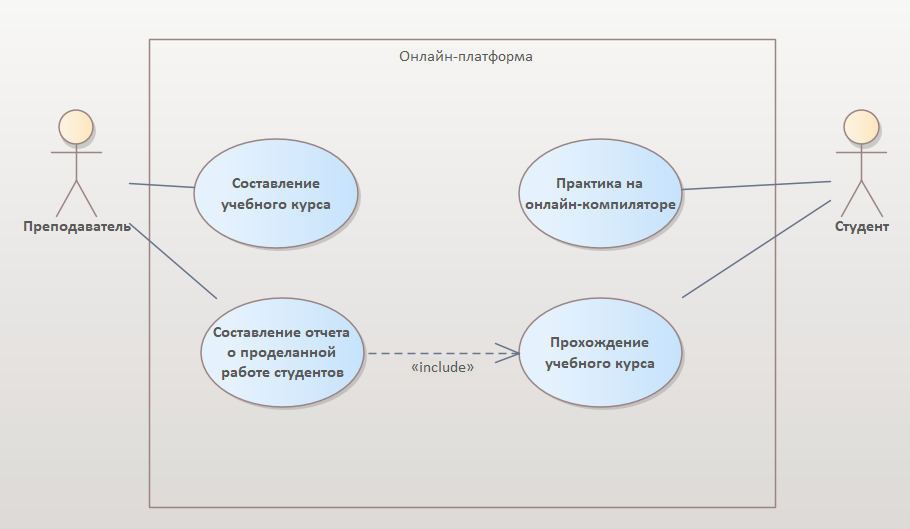 Онлайн-платформа
Составление
учебного курса
Практика на
онлайн-компиляторе
Преподаватель
Студент
Составление отчета
о проделанной
работе студентов
«include»
Прохождение
учебного курса